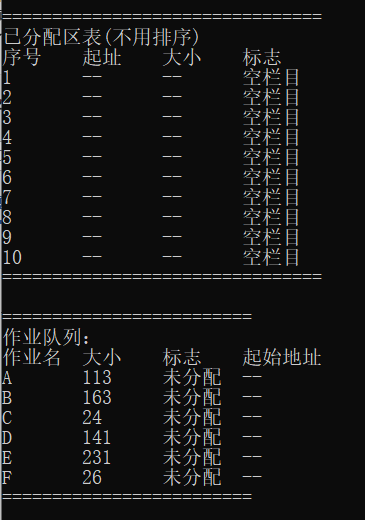 ================================
已分配区表(不用排序)
序号 起址 大小 标志
1 -- -- 空栏目
2 -- -- 空栏目
3 -- -- 空栏目
4 -- -- 空栏目
5 -- -- 空栏目
6 -- -- 空栏目
7 -- -- 空栏目
8 -- -- 空栏目
9 -- -- 空栏目
10 -- -- 空栏目
================================
=========================
作业队列：
作业名 大小 标志 起始地址
A 113 未分配 --
B 163 未分配 --
C 24 未分配 --
D 141 未分配 --
E 231 未分配 --
F 26 未分配 --
=========================